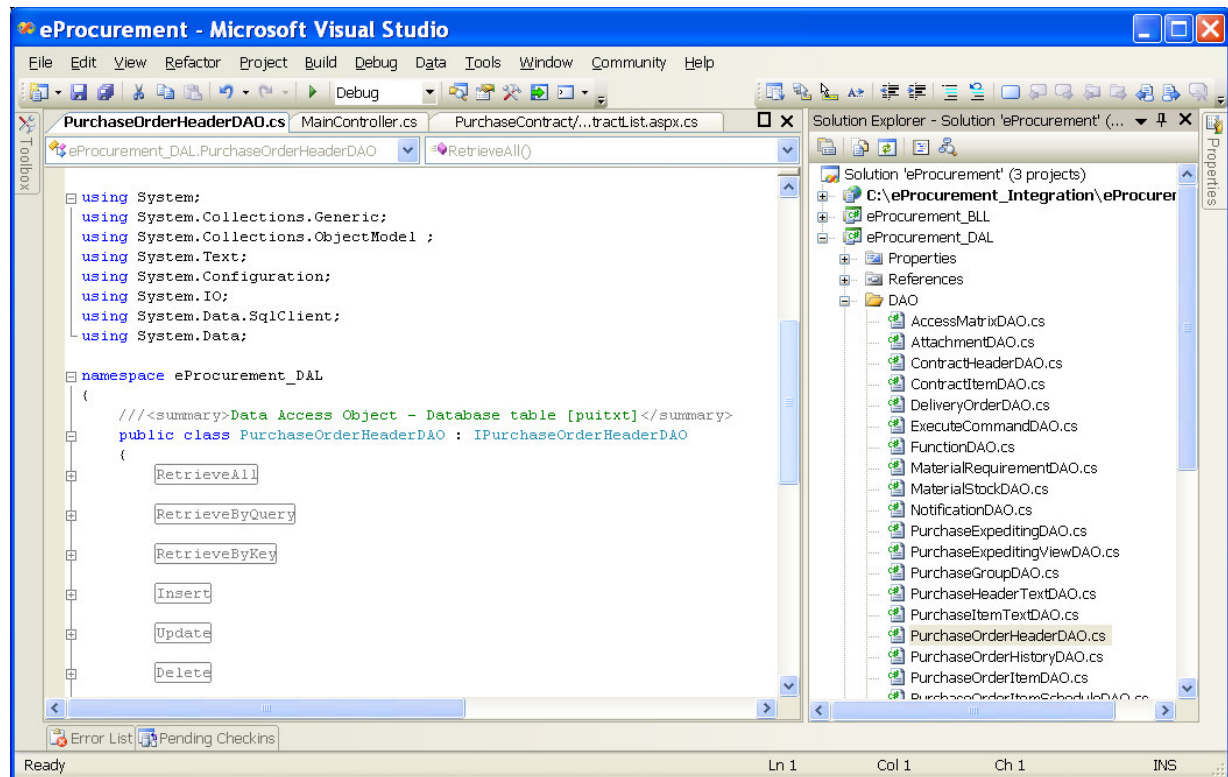 eProcurement - Microsoft Visual Studio
File Edit View Refactor Project Build Debug Data Tools Window Community Help
Debug
PurchaseOrderHeaderDAO.cs MainController.cs PurchaseContract/...tractList.aspx.cs
eProcurement_DAL.PurchaseOrderHeaderDAO RetrieveAll()
Toolbox
using System;
using System.Collections.Generic;
using System.Collections.ObjectModel ;
using System.Text;
using System.Configuration;
using System.IO;
using System.Data.SqlClient;
using System.Data;
namespace eProcurement_DAL
{
///<summary>Data Access Object - Database table [puitxt]</summary>
public class PurchaseOrderHeaderDAO : IPurchaseOrderHeaderDAO
{
RetrieveAll
RetrieveByQuery
RetrieveByKey
Insert
Update
Delete
Solution Explorer - Solution 'eProcurement' (...
Solution 'eProcurement' (3 projects)
C:\eProcurement_Integration\eProcurer
eProcurement_BLL
eProcurement_DAL
Properties
References
DAO
AccessMatrixDAO.cs
AttachmentDAO.cs
ContractHeaderDAO.cs
ContractItemDAO.cs
DeliveryOrderDAO.cs
ExecuteCommandDAO.cs
FunctionDAO.cs
MaterialRequirementDAO.cs
MaterialStockDAO.cs
NotificationDAO.cs
PurchaseExpeditingDAO.cs
PurchaseExpeditingViewDAO.cs
PurchaseGroupDAO.cs
PurchaseHeaderTextDAO.cs
PurchaseItemTextDAO.cs
PurchaseOrderHeaderDAO.cs
PurchaseOrderHistoryDAO.cs
PurchaseOrderItemDAO.cs
PurchaseOrderItemScheduleDAO.cs
Properties
Error List Pending Checkins
Ready Ln 1 Col 1 Ch 1 INS